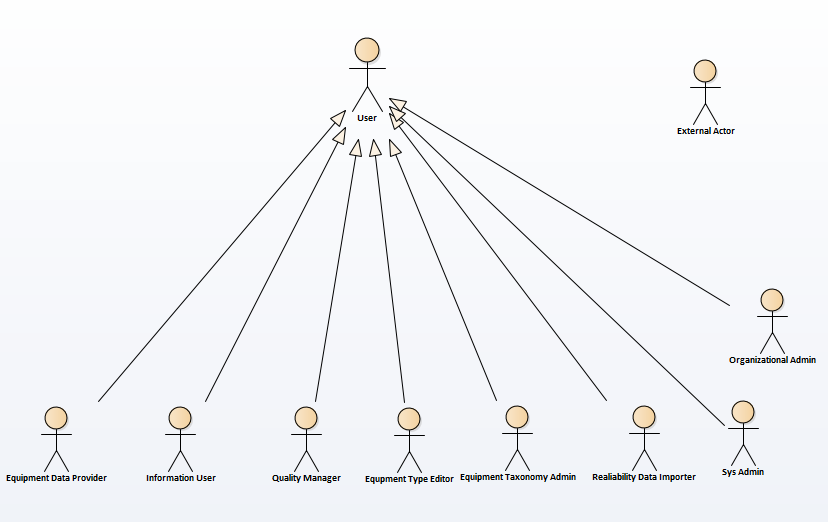 User
External Actor
Organizational Admin
Equipment Data Provider
Information User
Quality Manager
Equpment Type Editor
Equipment Taxonomy Admin
Realiability Data Importer
Sys Admin